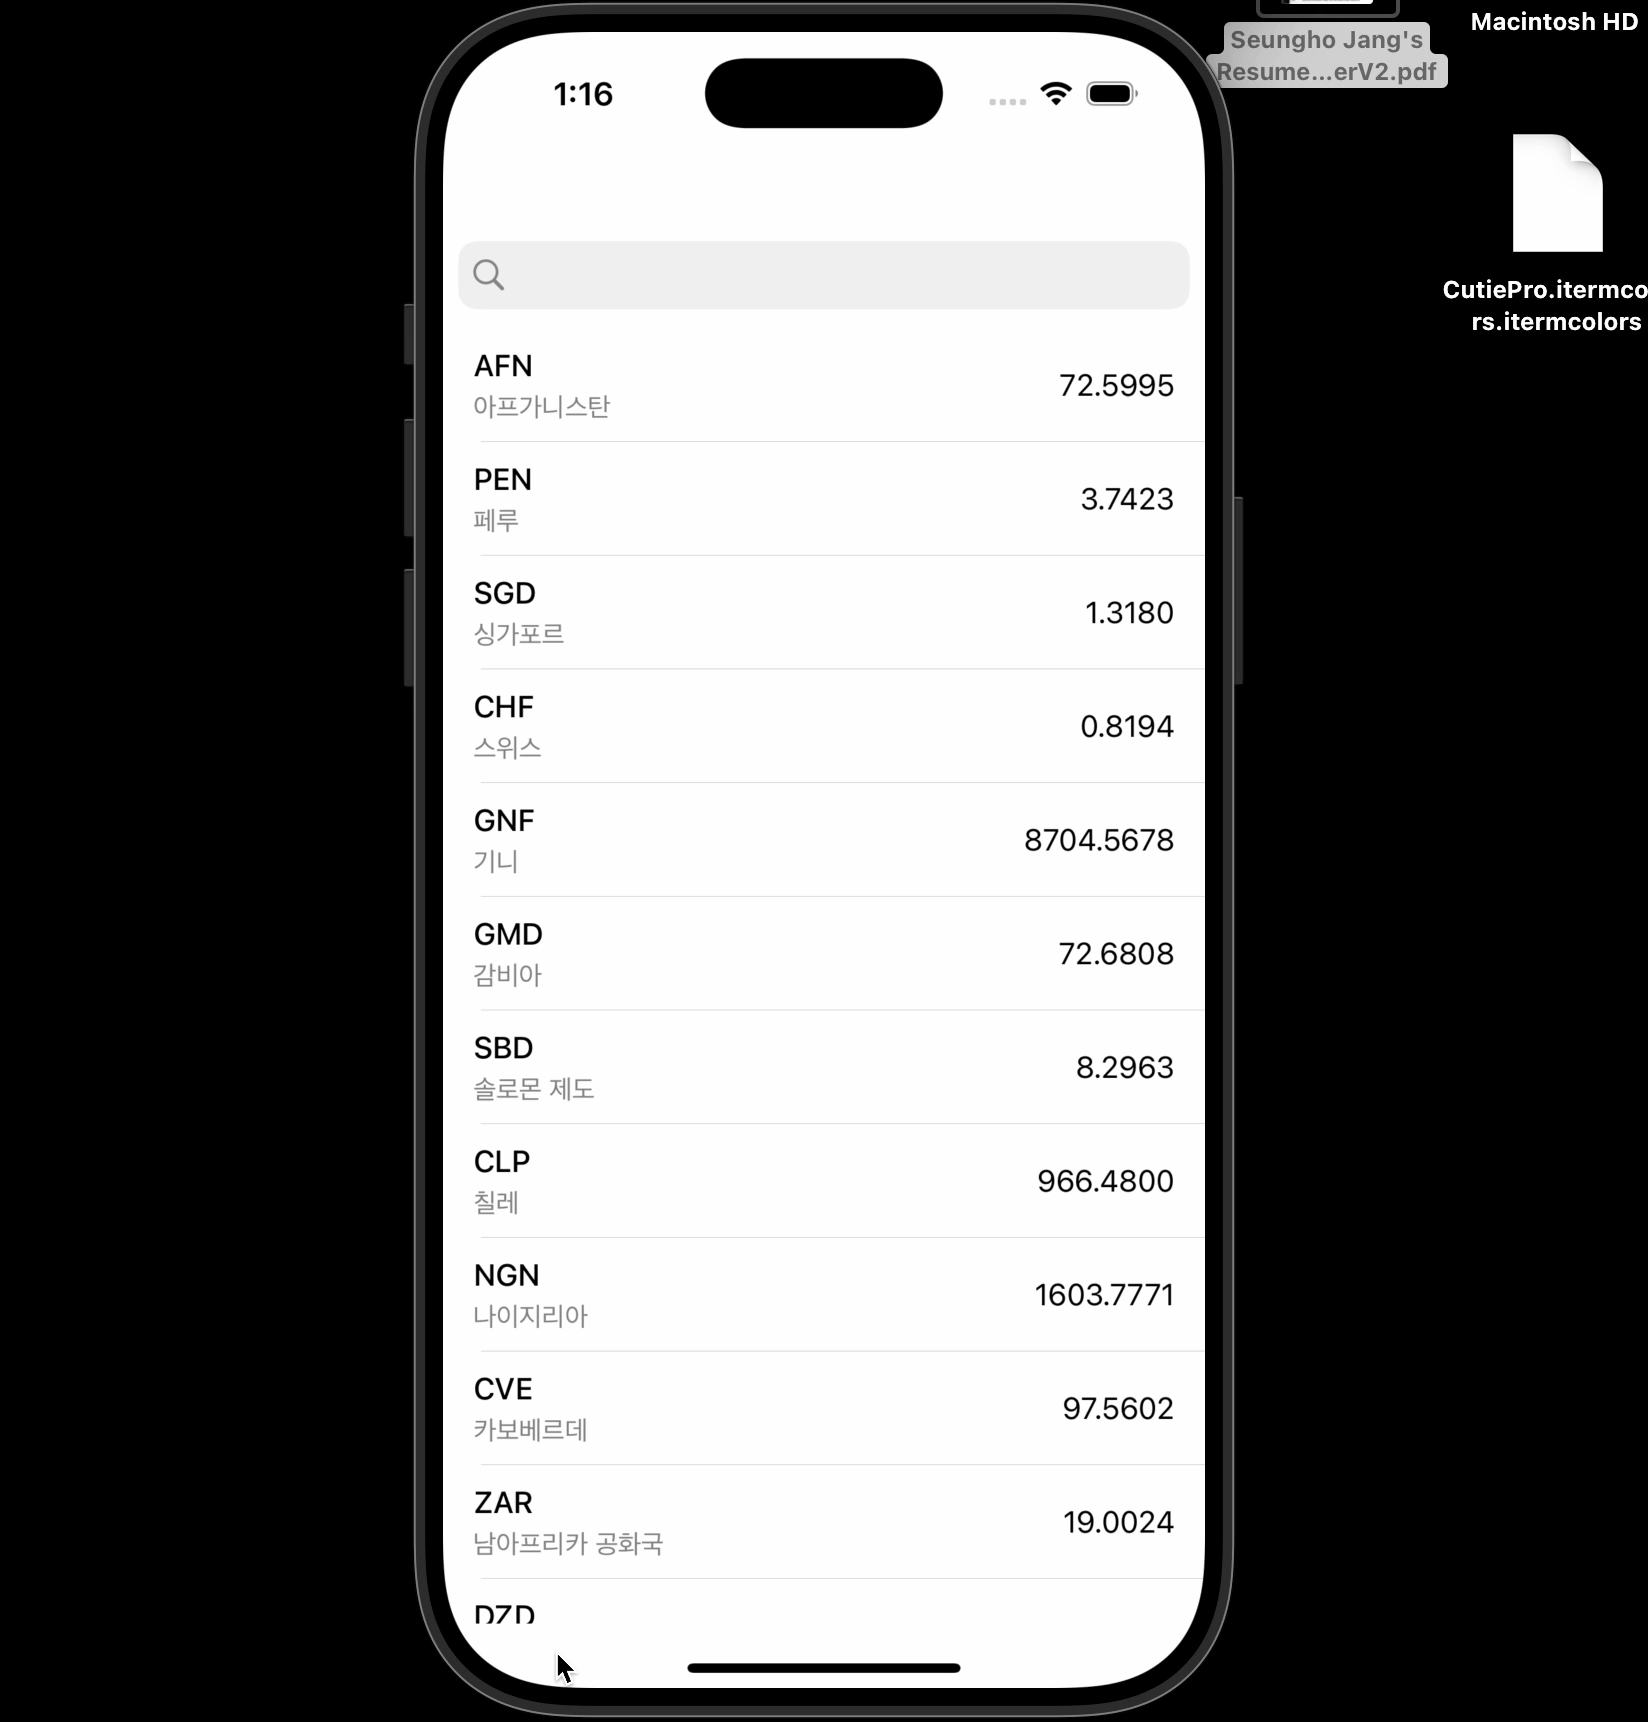 Macintosh HD
Seungho Jang's
Resume...erV2.pdf
CutiePro.itermco
rs.itermcolors
1:16
AFN
아프가니스탄
72.5995
PEN
페루
3.7423
SGD
싱가포르
1.3180
CHF
스위스
0.8194
GNF
기니
8704.5678
GMD
감비아
72.6808
SBD
솔로몬 제도
8.2963
CLP
칠레
966.4800
NGN
나이지리아
1603.7771
CVE
카보베르데
97.5602
ZAR
남아프리카 공화국
19.0024
DZD